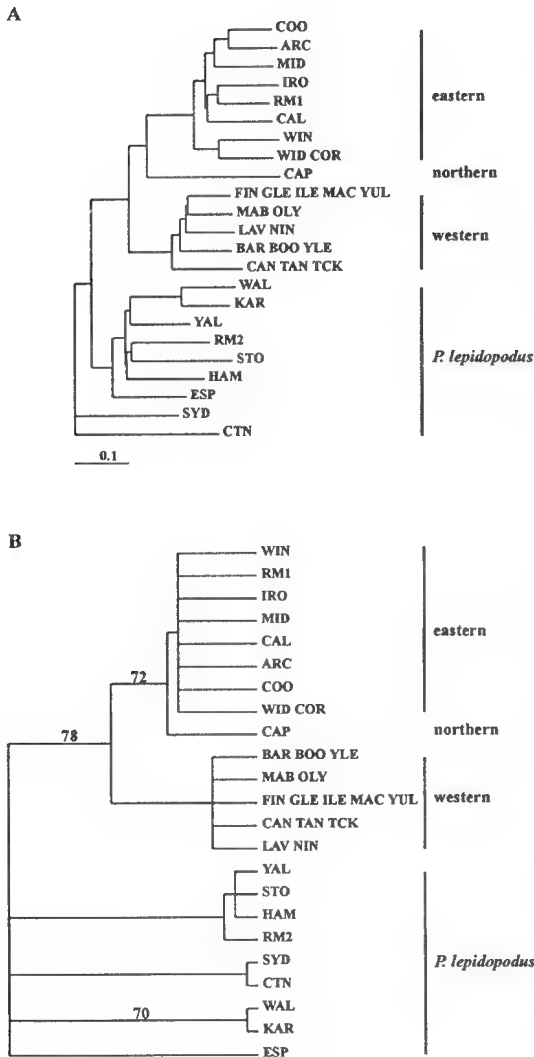 A
COO
ARC
MID
IRO
RM1
CAL
WIN
WID COR
CAP
FIN GLE ILE MAC YUL
MAB OLY
LAV NIN
BAR BOO YLE
CAN TAN TCK
WAL
KAR
YAL
RM2
STO
HAM
ESP
SYD
CTN
eastern
northern
western
P. lepidopodus
0.1
B
WIN
RM1
IRO
MID
CAL
ARC
COO
WID COR
CAP
BAR BOO YLE
MAB OLY
FIN GLE ILE MAC YUL
CAN TAN TCK
LAV NIN
YAL
STO
HAM
RM2
SYD
CTN
WAL
KAR
ESP
72
78
70
eastern
northern
western
P. lepidopodus